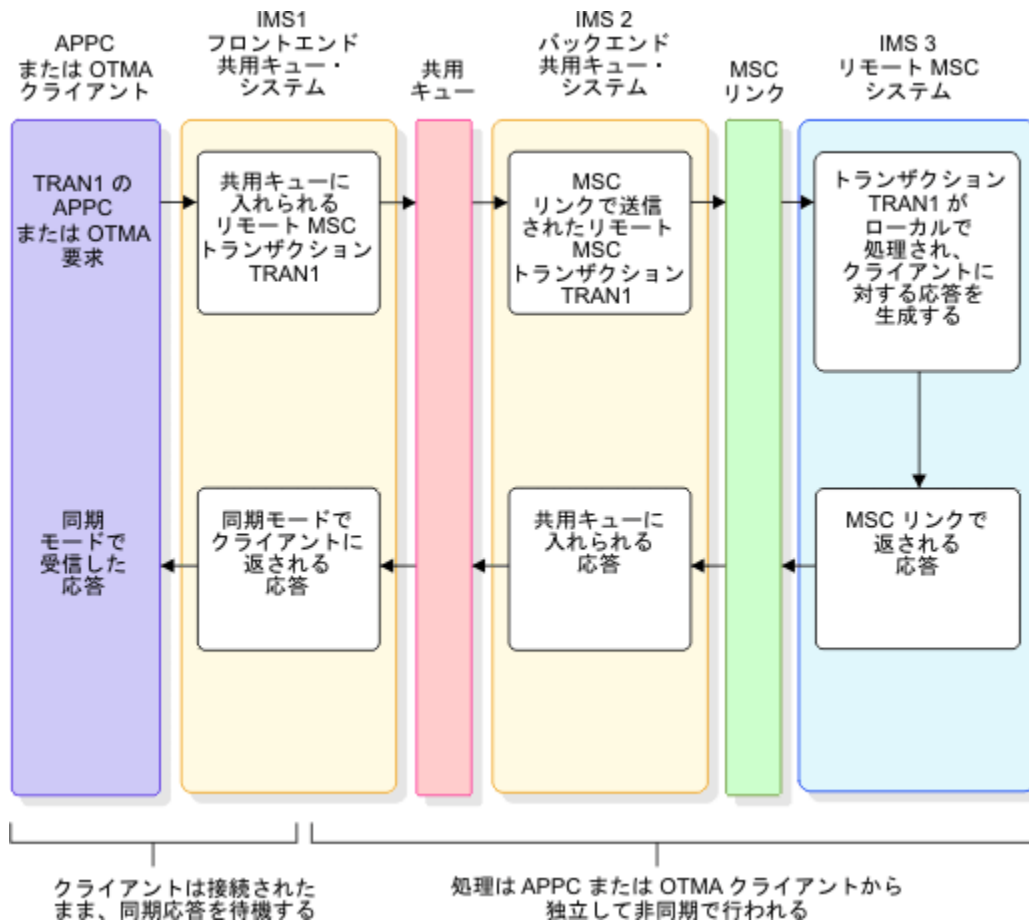 APPC
または OTMA
クライアント
IMS1
フロントエンド
共用キュー・
システム
共用
キュー
IMS 2
バックエンド
共用キュー・
システム
MSC
リンク
IMS 3
リモート MSC
システム
TRAN1 の
APPC
または OTMA
要求
共用キューに
入れられる
リモート MSC
トランザクション
TRAN1
MSC
リンクで送信
されたリモート
MSC
トランザクション
TRAN1
トランザクション
TRAN1 が
ローカルで
処理され、
クライアントに
対する応答を
生成する
同期
モードで
受信した
応答
同期モードで
クライアントに
返される
応答
共用キューに
入れられる
応答
MSC リンクで
返される
応答
クライアントは接続された
まま、同期応答を待機する
処理は APPC または OTMA クライアントから
独立して非同期で行われる